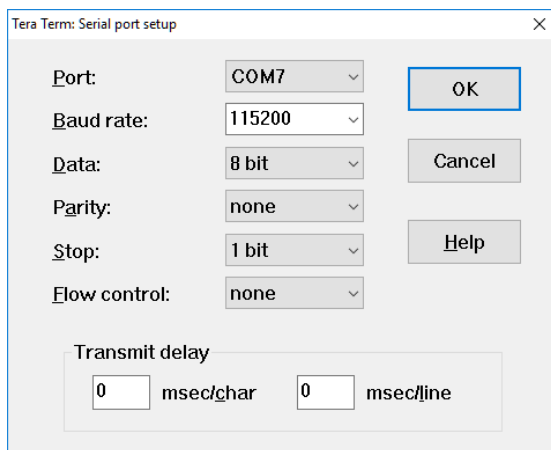 Tera Term: Serial port setup
Port: COM7
OK
Baud rate: 115200
Data: 8 bit
Cancel
Parity: none
Stop: 1 bit
Help
Flow control: none
Transmit delay
0 msec/char 0 msec/line